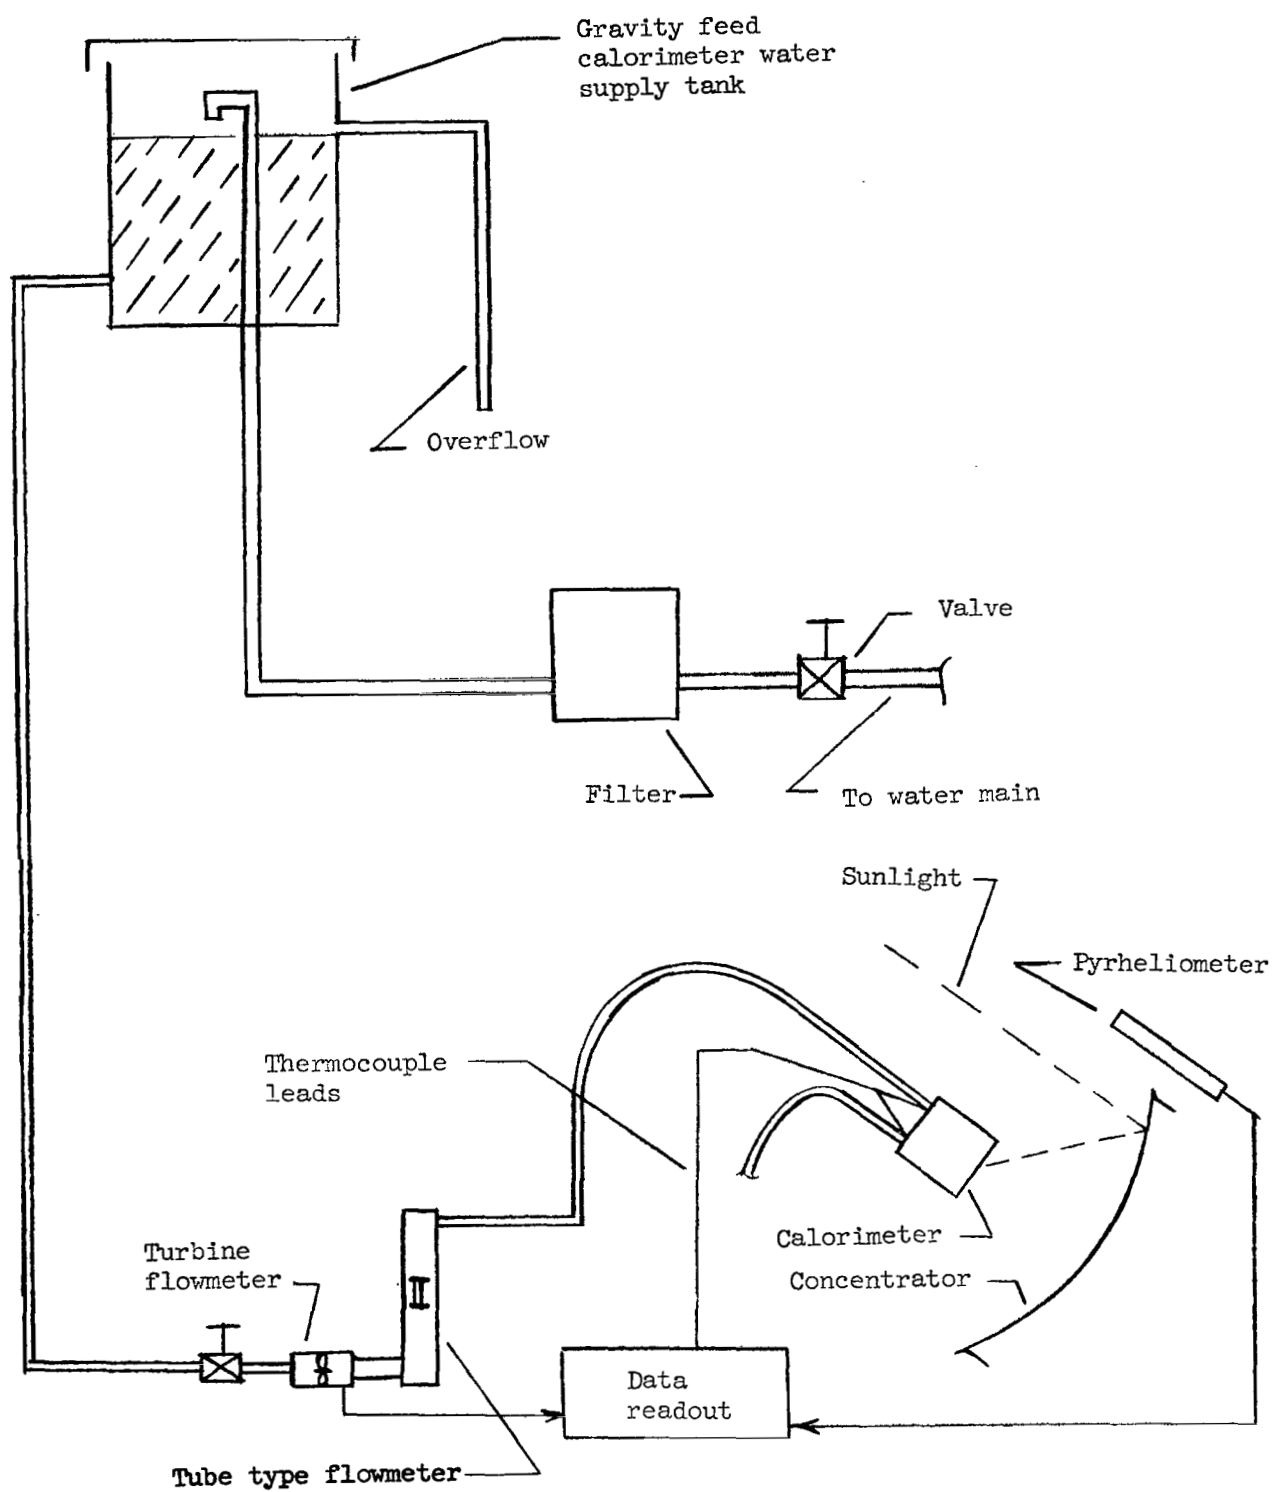 Gravity feed
calorimeter water
supply tank
Overflow
Valve
Filter
To water main
Sunlight
Pyrheliometer
Thermocouple
leads
Calorimeter
Turbine
flowmeter
Concentrator
Data
readout
Tube type flowmeter